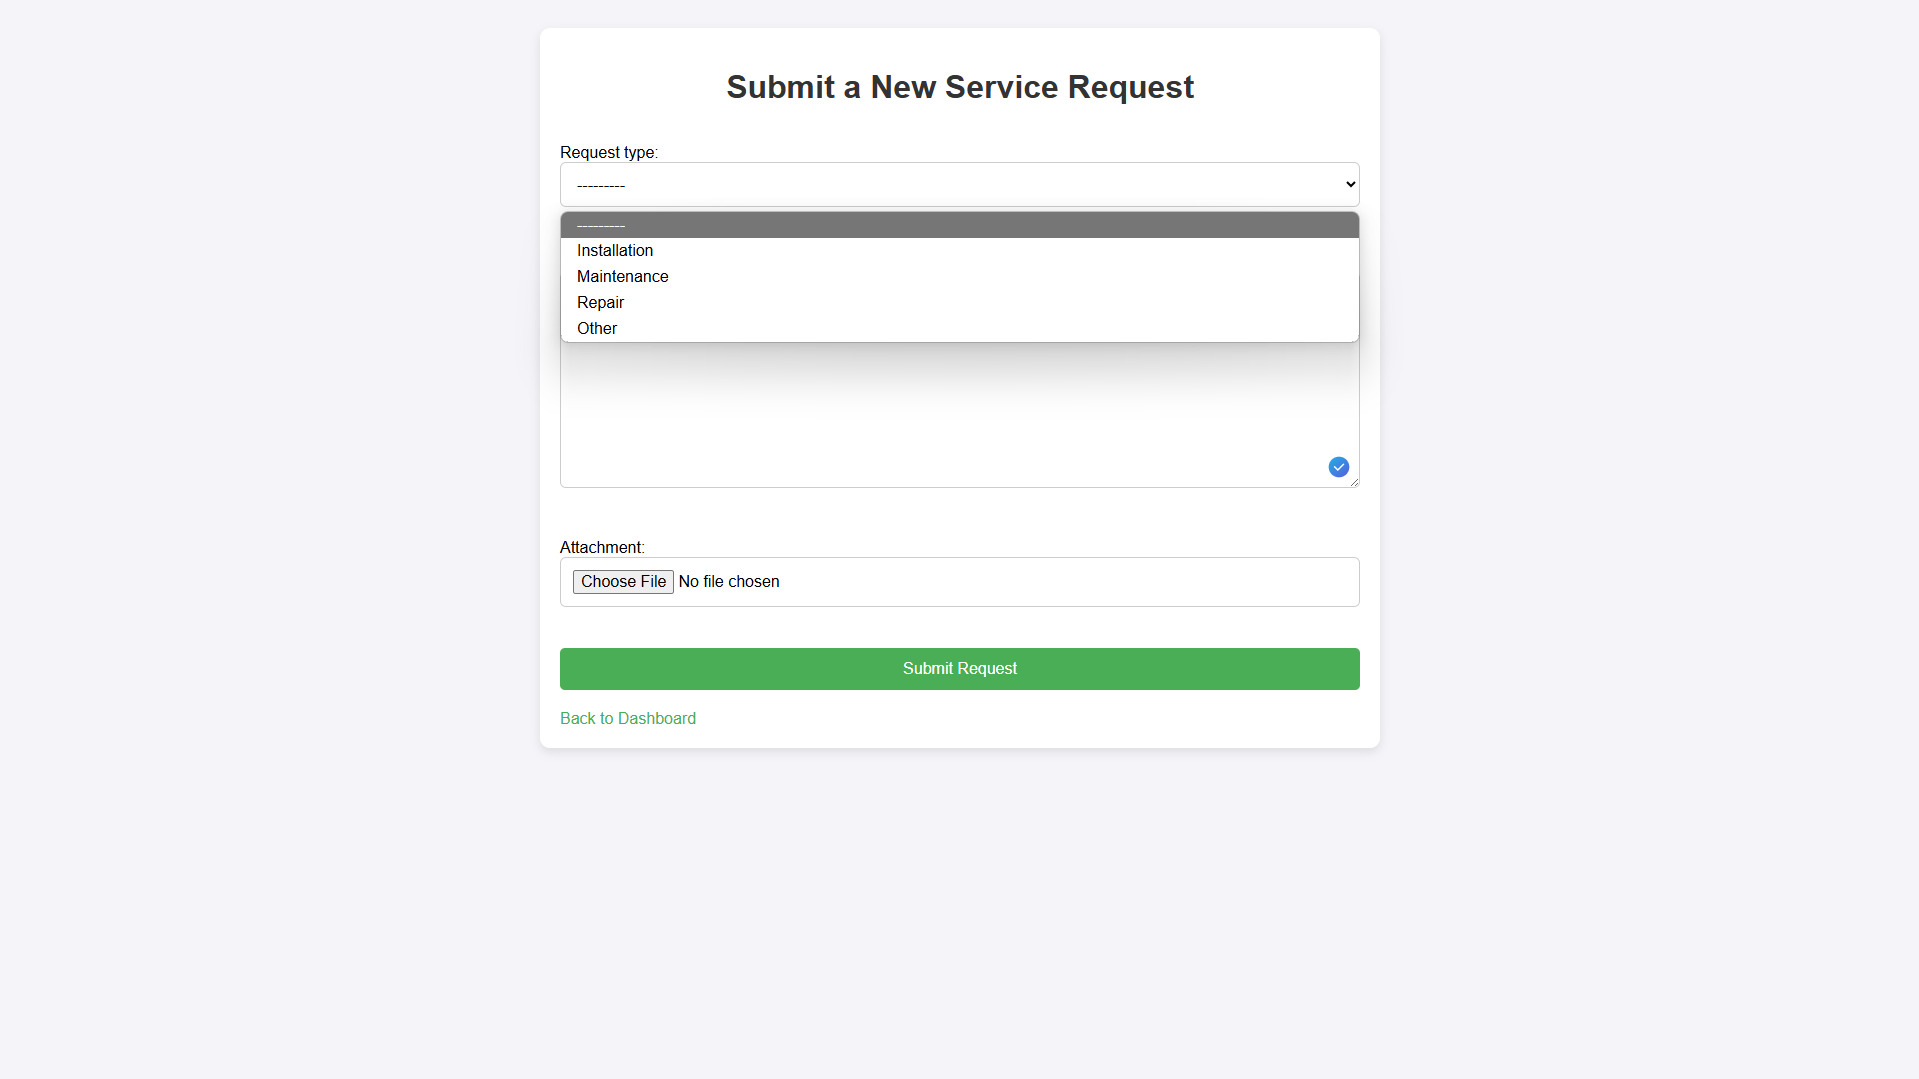 Submit a New Service Request
Request type:
---------
---------
Installation
Maintenance
Repair
Other
Attachment:
Choose File No file chosen
Submit Request
Back to Dashboard